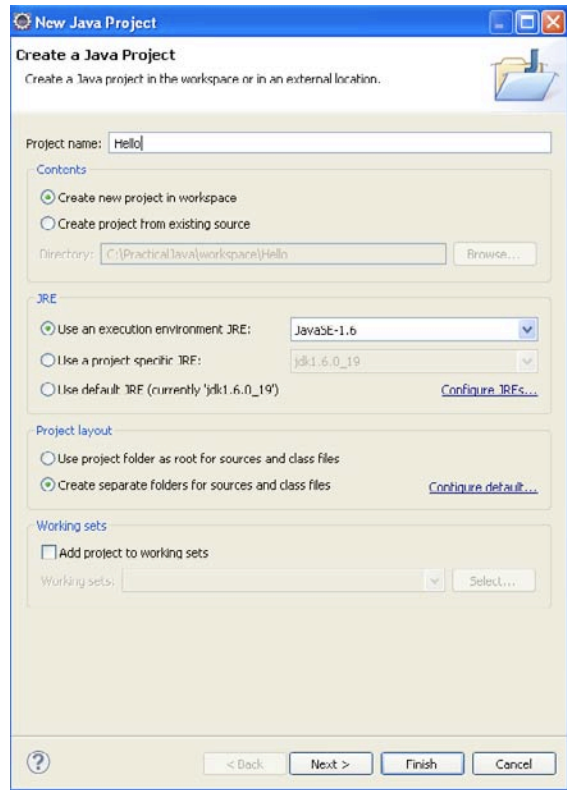 New Java Project
Create a Java Project
Create a Java project in the workspace or in an external location.
Project name: Hello
Contents
Create new project in workspace
Create project from existing source
Directory: C:\PracticalJava\workspace\Hello Browse...
JRE
Use an execution environment JRE: JavaSE-1.6
Use a project specific JRE: jdk1.6.0_19
Use default JRE (currently 'jdk1.6.0_19') Configure JREs...
Project layout
Use project folder as root for sources and class files
Create separate folders for sources and class files Configure default...
Working sets
Add project to working sets
Working sets: Select...
? < Back Next > Finish Cancel